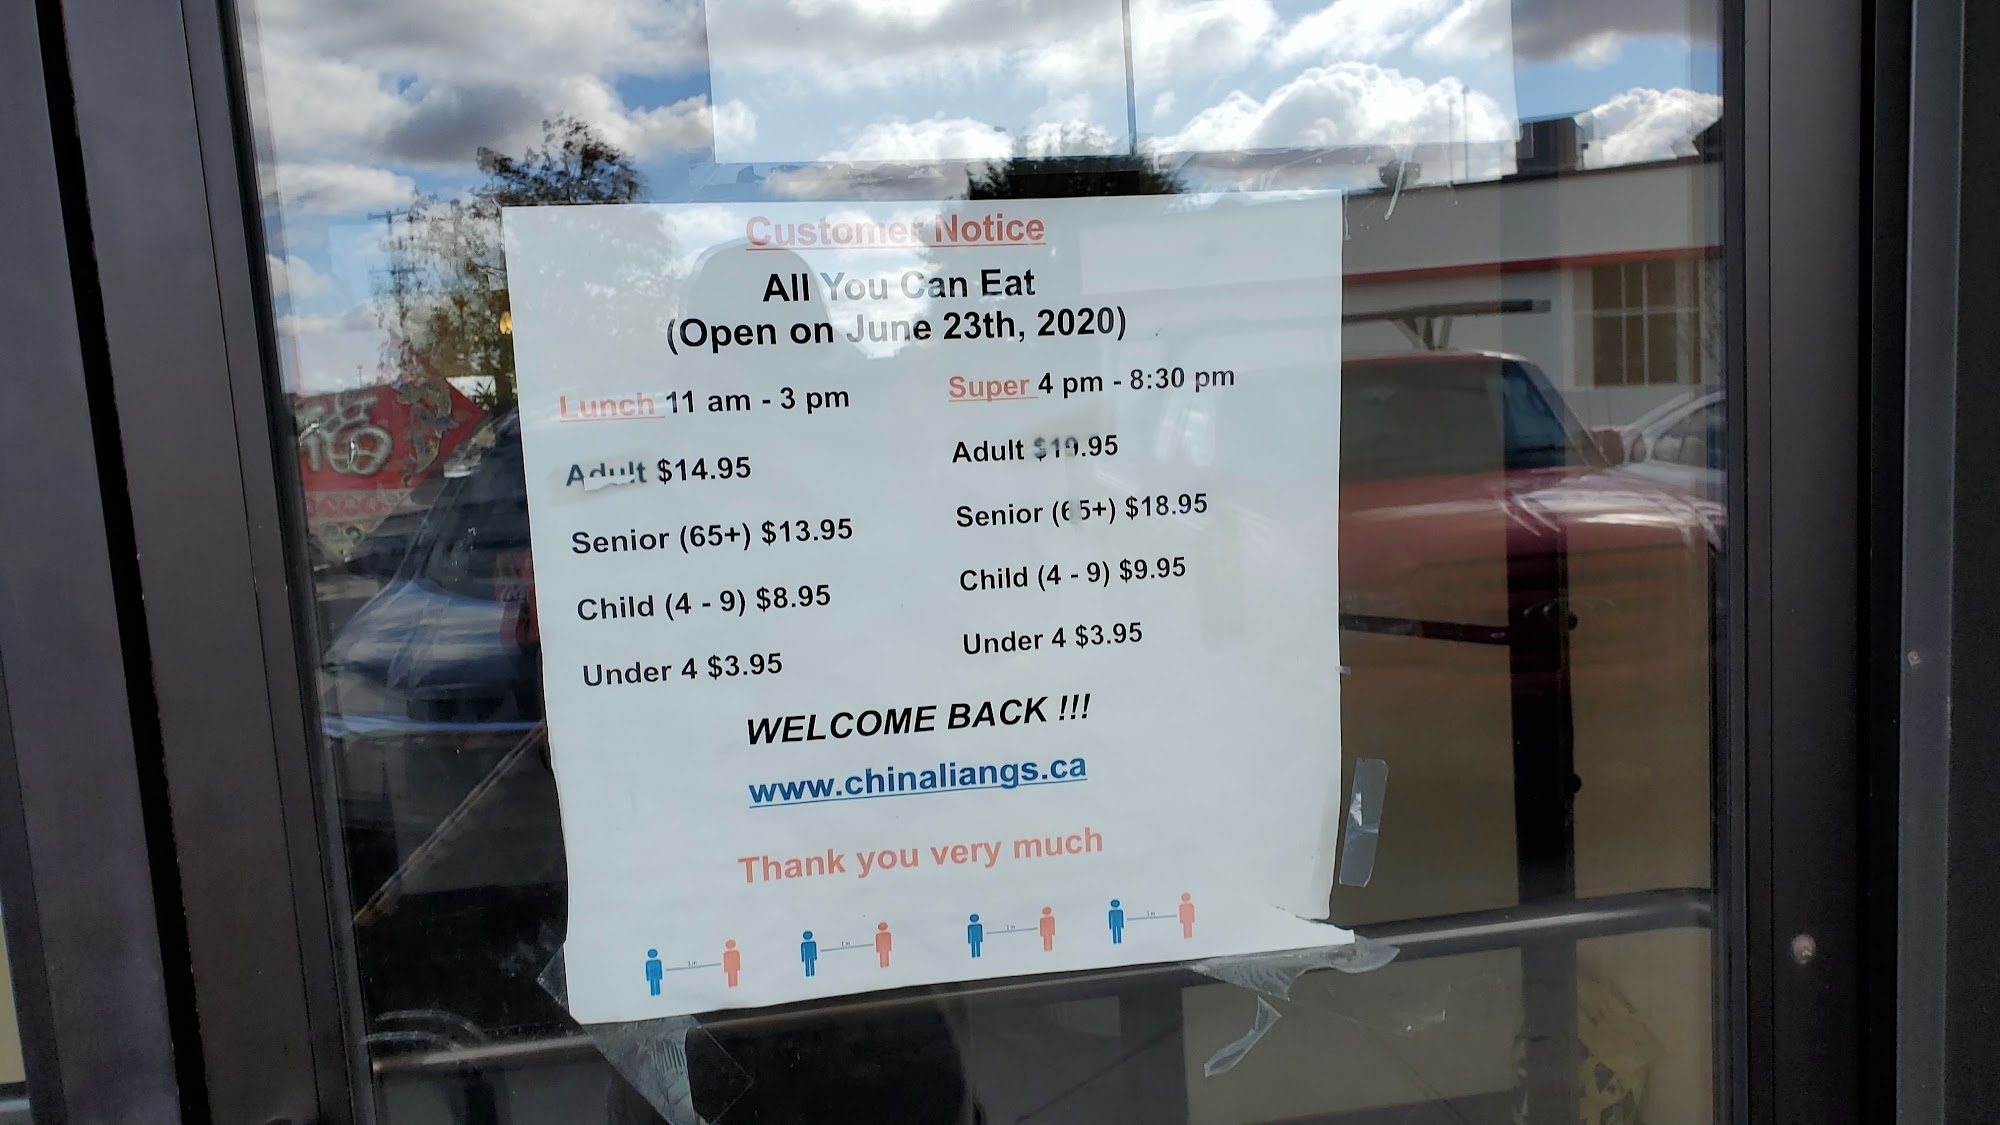 Customer Notice
All You Can Eat
(Open on June 23th, 2020)
Lunch 11 am - 3 pm
Adult $14.95
Senior (65+) $13.95
Child (4 - 9) $8.95
Under 4 $3.95
Super 4 pm - 8:30 pm
Adult $19.95
Senior (65+) $18.95
Child (4 - 9) $9.95
Under 4 $3.95
WELCOME BACK !!!
www.chinaliangs.ca
Thank you very much